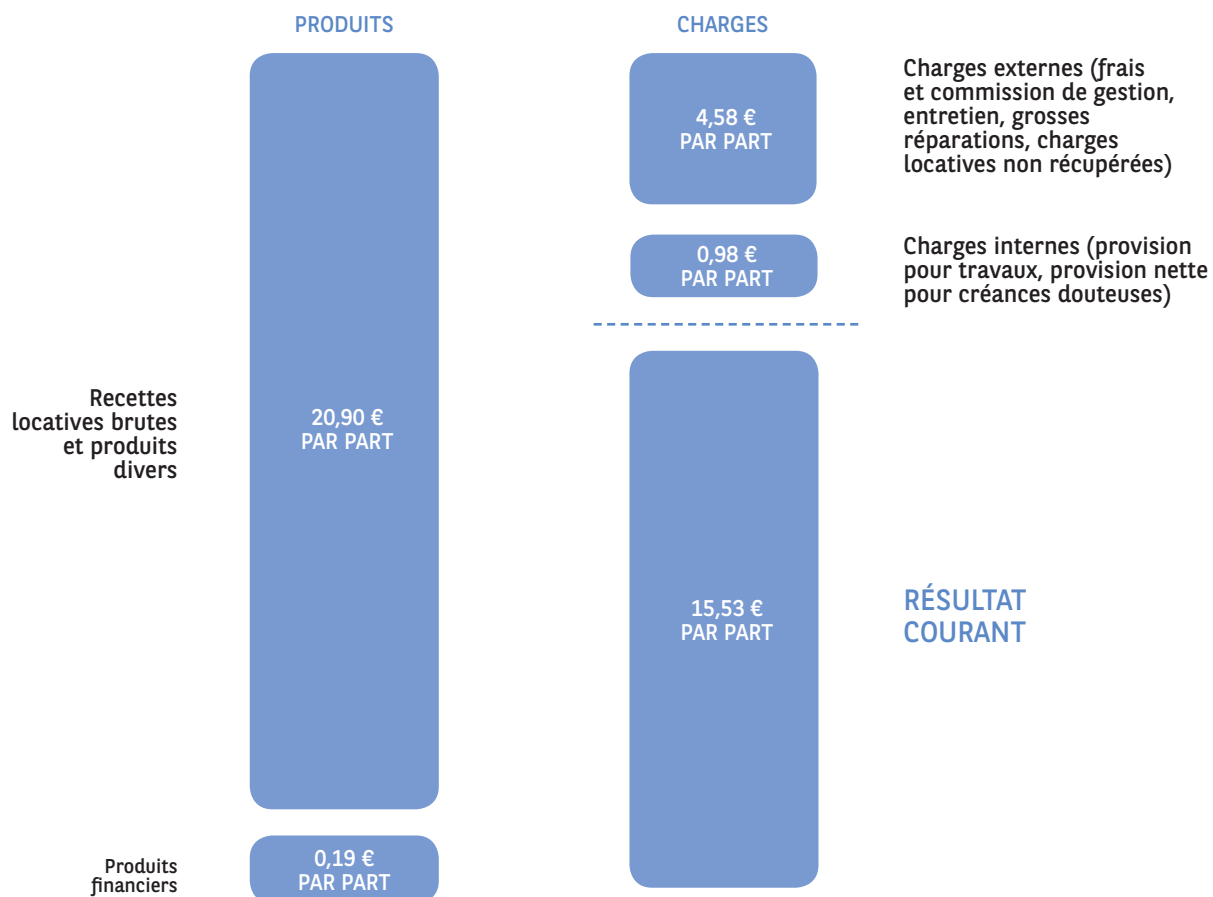 PRODUITS
CHARGES
4,58 €
PAR PART
Charges externes (frais
et commission de gestion,
entretien, grosses
réparations, charges
locatives non récupérées)
0,98 €
PAR PART
Charges internes (provision
pour travaux, provision nette
pour créances douteuses)
Recettes
locatives brutes
et produits
divers
20,90 €
PAR PART
15,53 €
PAR PART
RÉSULTAT
COURANT
Produits
financiers
0,19 €
PAR PART